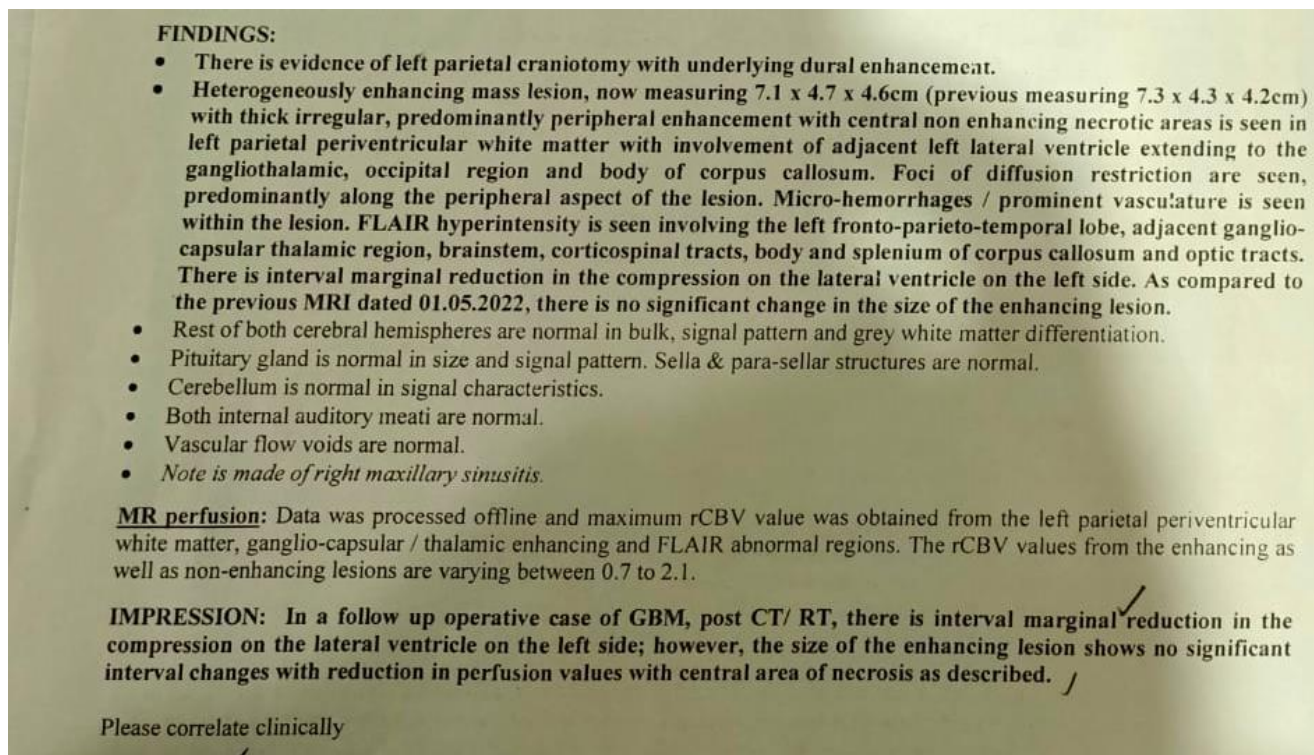 FINDINGS:
• There is evidence of left parietal craniotomy with underlying dural enhancement.
• Heterogeneously enhancing mass lesion, now measuring 7.1 x 4.7 x 4.6cm (previous measuring 7.3 x 4.3 x 4.2cm)
with thick irregular, predominantly peripheral enhancement with central non enhancing necrotic areas is seen in
left parietal periventricular white matter with involvement of adjacent left lateral ventricle extending to the
gangliothalamic, occipital region and body of corpus callosum. Foci of diffusion restriction are seen,
predominantly along the peripheral aspect of the lesion. Micro-hemorrhages / prominent vasculature is seen
within the lesion. FLAIR hyperintensity is seen involving the left fronto-parieto-temporal lobe, adjacent ganglio-
capsular thalamic region, brainstem, corticospinal tracts, body and splenium of corpus callosum and optic tracts.
There is interval marginal reduction in the compression on the lateral ventricle on the left side. As compared to
the previous MRI dated 01.05.2022, there is no significant change in the size of the enhancing lesion.
• Rest of both cerebral hemispheres are normal in bulk, signal pattern and grey white matter differentiation.
• Pituitary gland is normal in size and signal pattern. Sella & para-sellar structures are normal.
• Cerebellum is normal in signal characteristics.
• Both internal auditory meati are normal.
• Vascular flow voids are normal.
• Note is made of right maxillary sinusitis.
MR perfusion: Data was processed offline and maximum rCBV value was obtained from the left parietal periventricular
white matter, ganglio-capsular / thalamic enhancing and FLAIR abnormal regions. The rCBV values from the enhancing as
well as non-enhancing lesions are varying between 0.7 to 2.1.
IMPRESSION: In a follow up operative case of GBM, post CT/ RT, there is interval marginal reduction in the
compression on the lateral ventricle on the left side; however, the size of the enhancing lesion shows no significant
interval changes with reduction in perfusion values with central area of necrosis as described.
Please correlate clinically